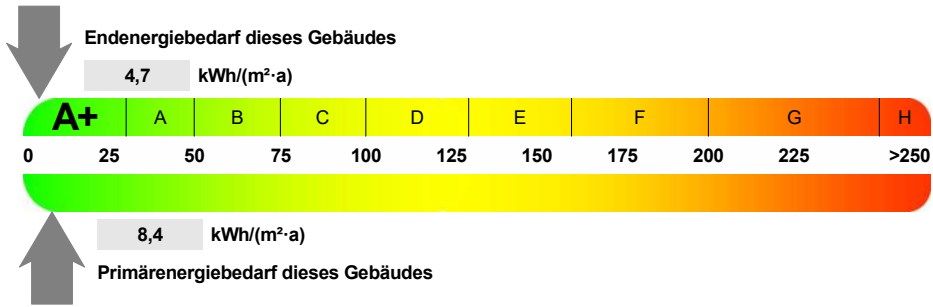 Endenergiebedarf dieses Gebäudes
4,7 kWh/(m²·a)
A+ A B C D E F G H
0 25 50 75 100 125 150 175 200 225 >250
8,4 kWh/(m²·a)
Primärenergiebedarf dieses Gebäudes